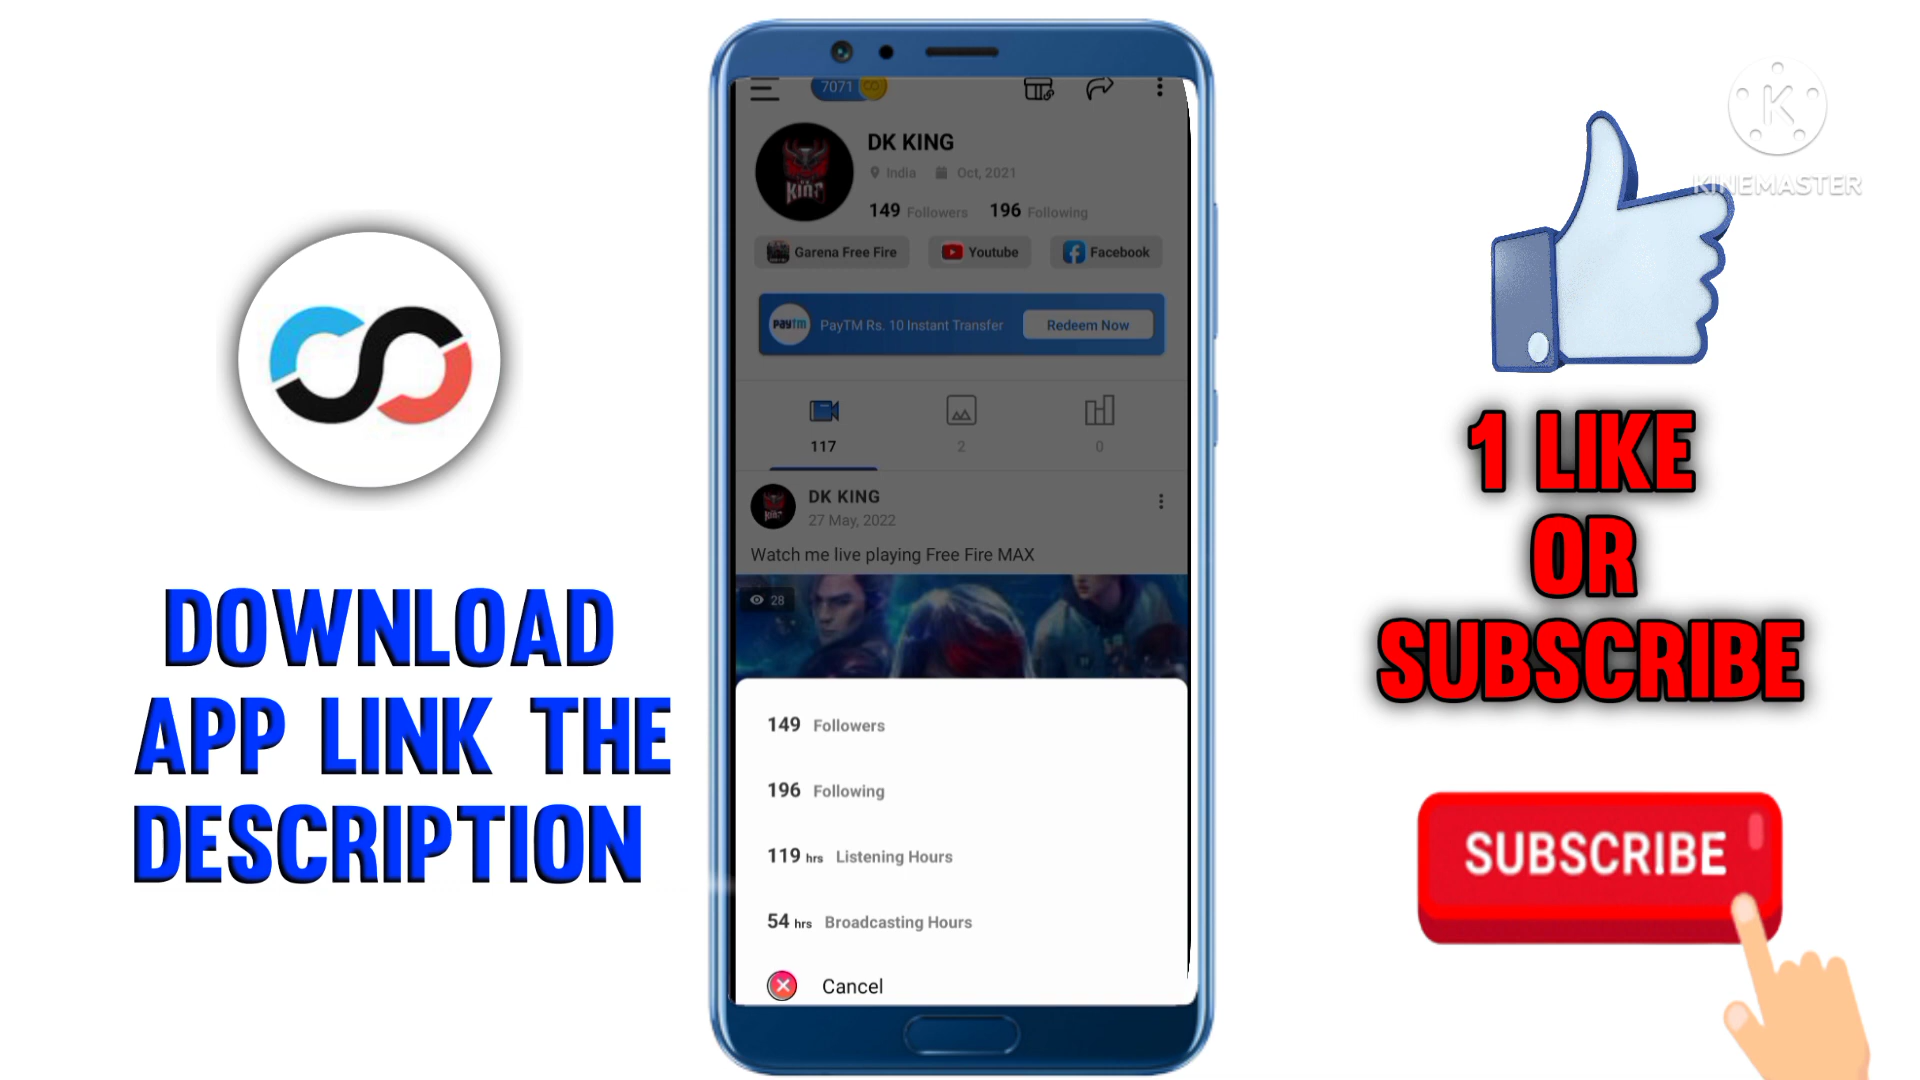 7071
DK KING
India Oct, 2021
149 Followers 196 Following
Garena Free Fire Youtube Facebook
PayTM PayTM Rs. 10 Instant Transfer Redeem Now
117 2 0
DK KING
27 May, 2022
Watch me live playing Free Fire MAX
28
149 Followers
196 Following
119 hrs Listening Hours
54 hrs Broadcasting Hours
Cancel
DOWNLOAD
APP LINK THE
DESCRIPTION
KINEMASTER
1 LIKE
OR
SUBSCRIBE
SUBSCRIBE